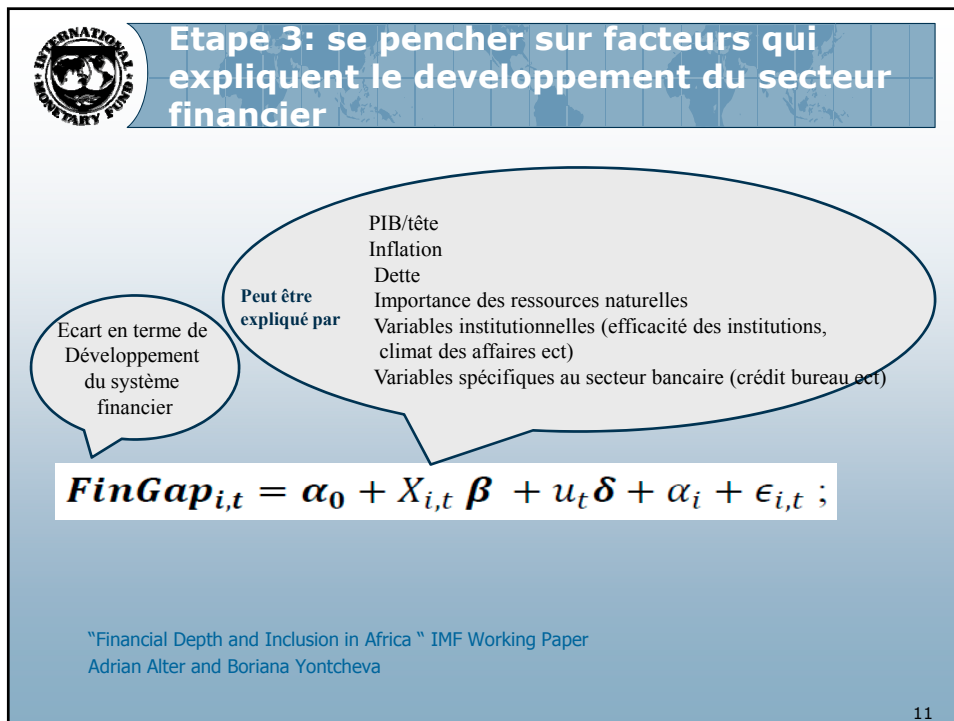 INTERNATIONAL MONETARY FUND
Etape 3: se pencher sur facteurs qui
expliquent le developpement du secteur
financier
PIB/tête
Inflation
Dette
Importance des ressources naturelles
Variables institutionnelles (efficacité des institutions,
climat des affaires ect)
Variables spécifiques au secteur bancaire (crédit bureau ect)
Peut être
expliqué par
Ecart en terme de
Développement
du système
financier
FinGap_{i,t} = α_0 + X_{i,t} β + u_t δ + α_i + ϵ_{i,t} ;
“Financial Depth and Inclusion in Africa “ IMF Working Paper
Adrian Alter and Boriana Yontcheva
11